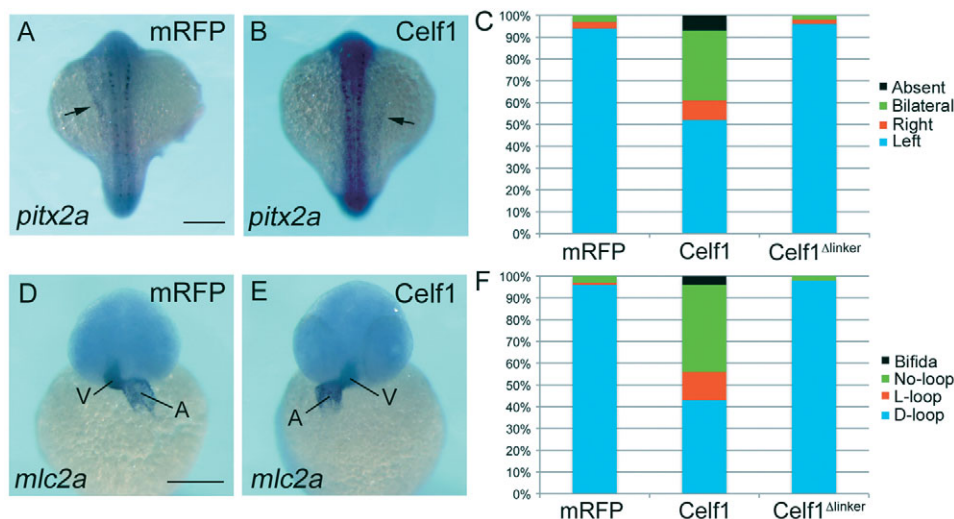 A mRFP
pitx2a
B Celf1
pitx2a
C
100%
90%
80%
70%
60%
50%
40%
30%
20%
10%
0%
mRFP Celf1 Celf1Δlinker
Absent
Bilateral
Right
Left
D mRFP
V A
mlc2a
E Celf1
A V
mlc2a
F
100%
90%
80%
70%
60%
50%
40%
30%
20%
10%
0%
mRFP Celf1 Celf1Δlinker
Bifida
No-loop
L-loop
D-loop